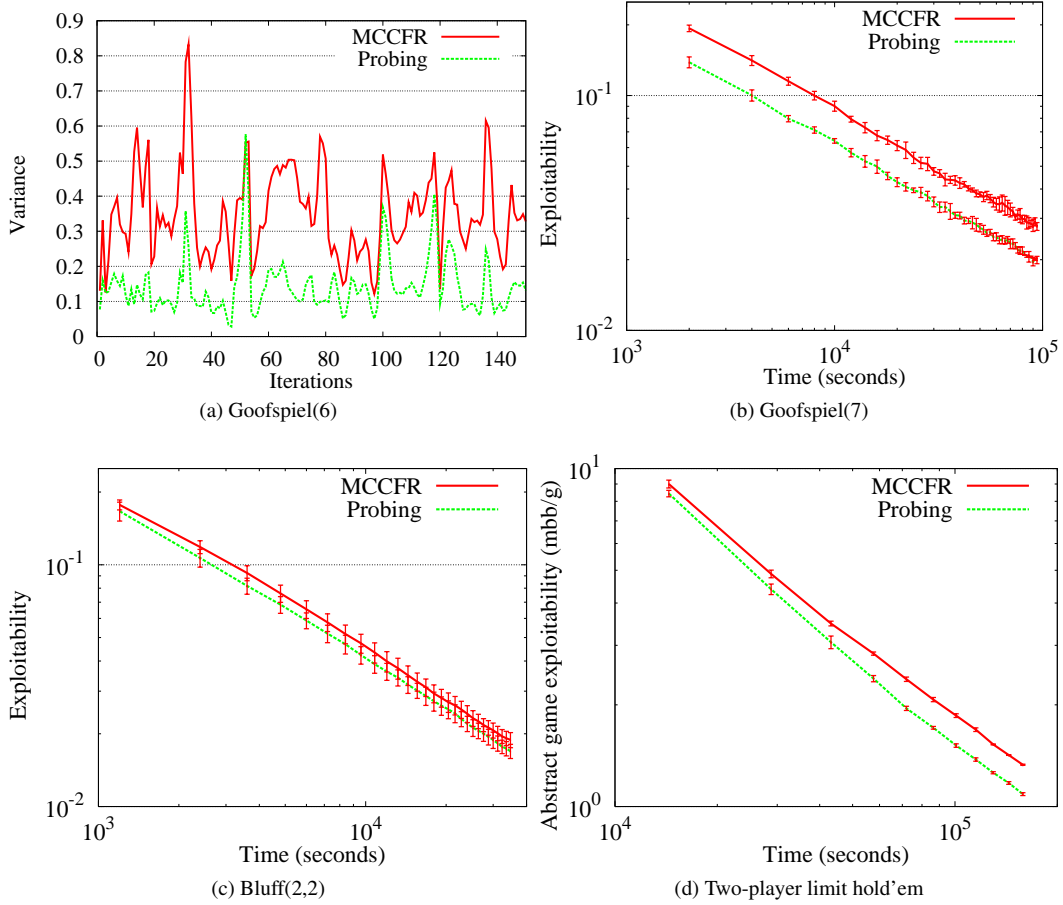 0.9
0.8
0.7
0.6
0.5
0.4
0.3
0.2
0.1
0
Variance
MCCFR
Probing
0 20 40 60 80 100 120 140
Iterations
(a) Goofspiel(6)
10^-1
10^-2
Exploitability
MCCFR
Probing
10^3 10^4 10^5
Time (seconds)
(b) Goofspiel(7)
10^-1
10^-2
Exploitability
MCCFR
Probing
10^3 10^4
Time (seconds)
(c) Bluff(2,2)
10^1
10^0
Abstract game exploitability (mbb/g)
MCCFR
Probing
10^4 10^5
Time (seconds)
(d) Two-player limit hold'em